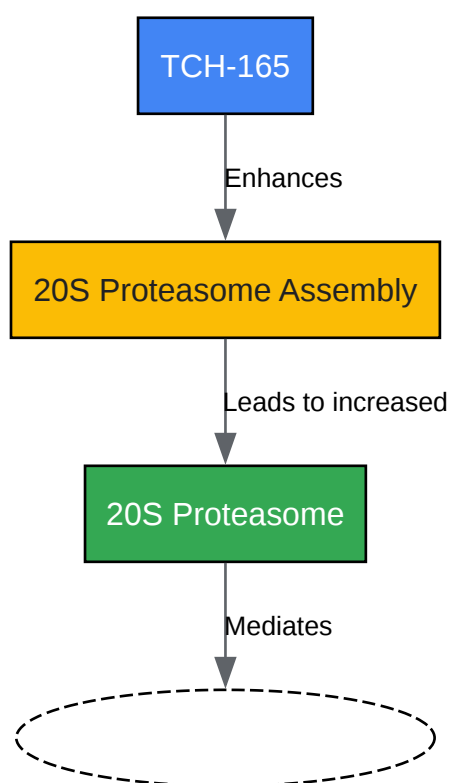 TCH-165
Enhances
20S Proteasome Assembly
Leads to increased
20S Proteasome
Mediates